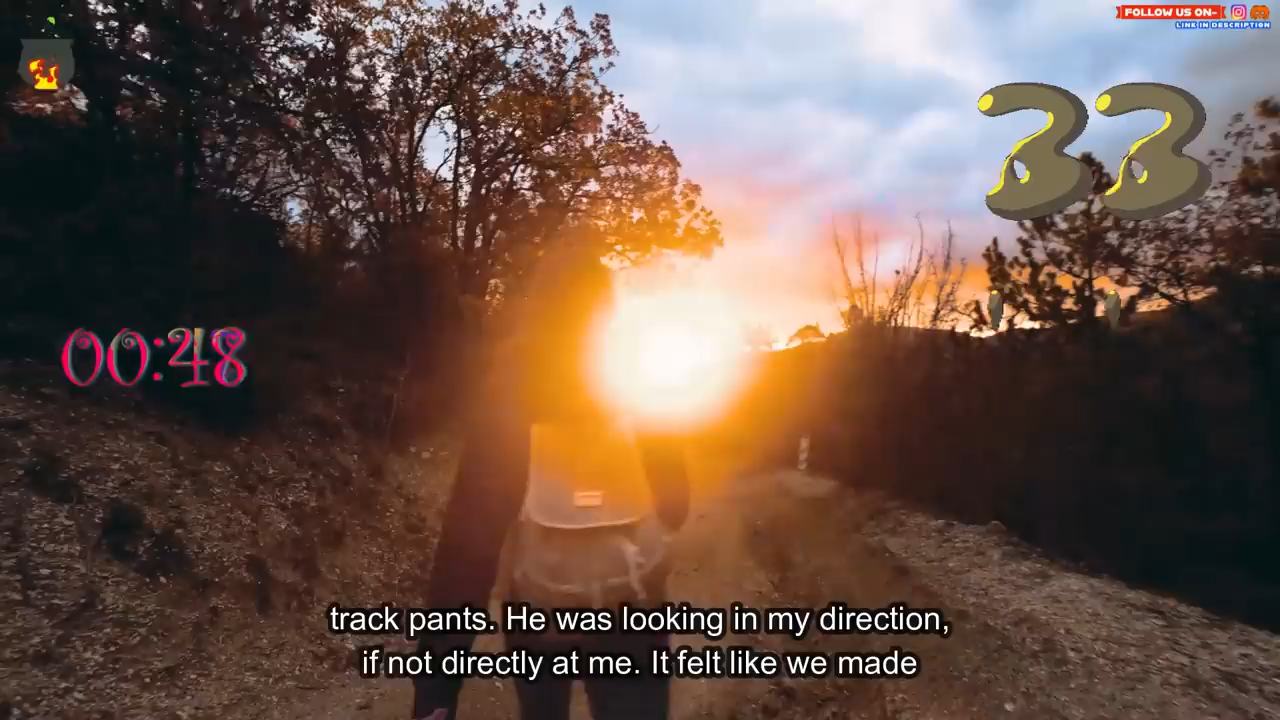 FOLLOW US ON-
LINK IN DESCRIPTION
33
00:48
track pants. He was looking in my direction,
if not directly at me. It felt like we made